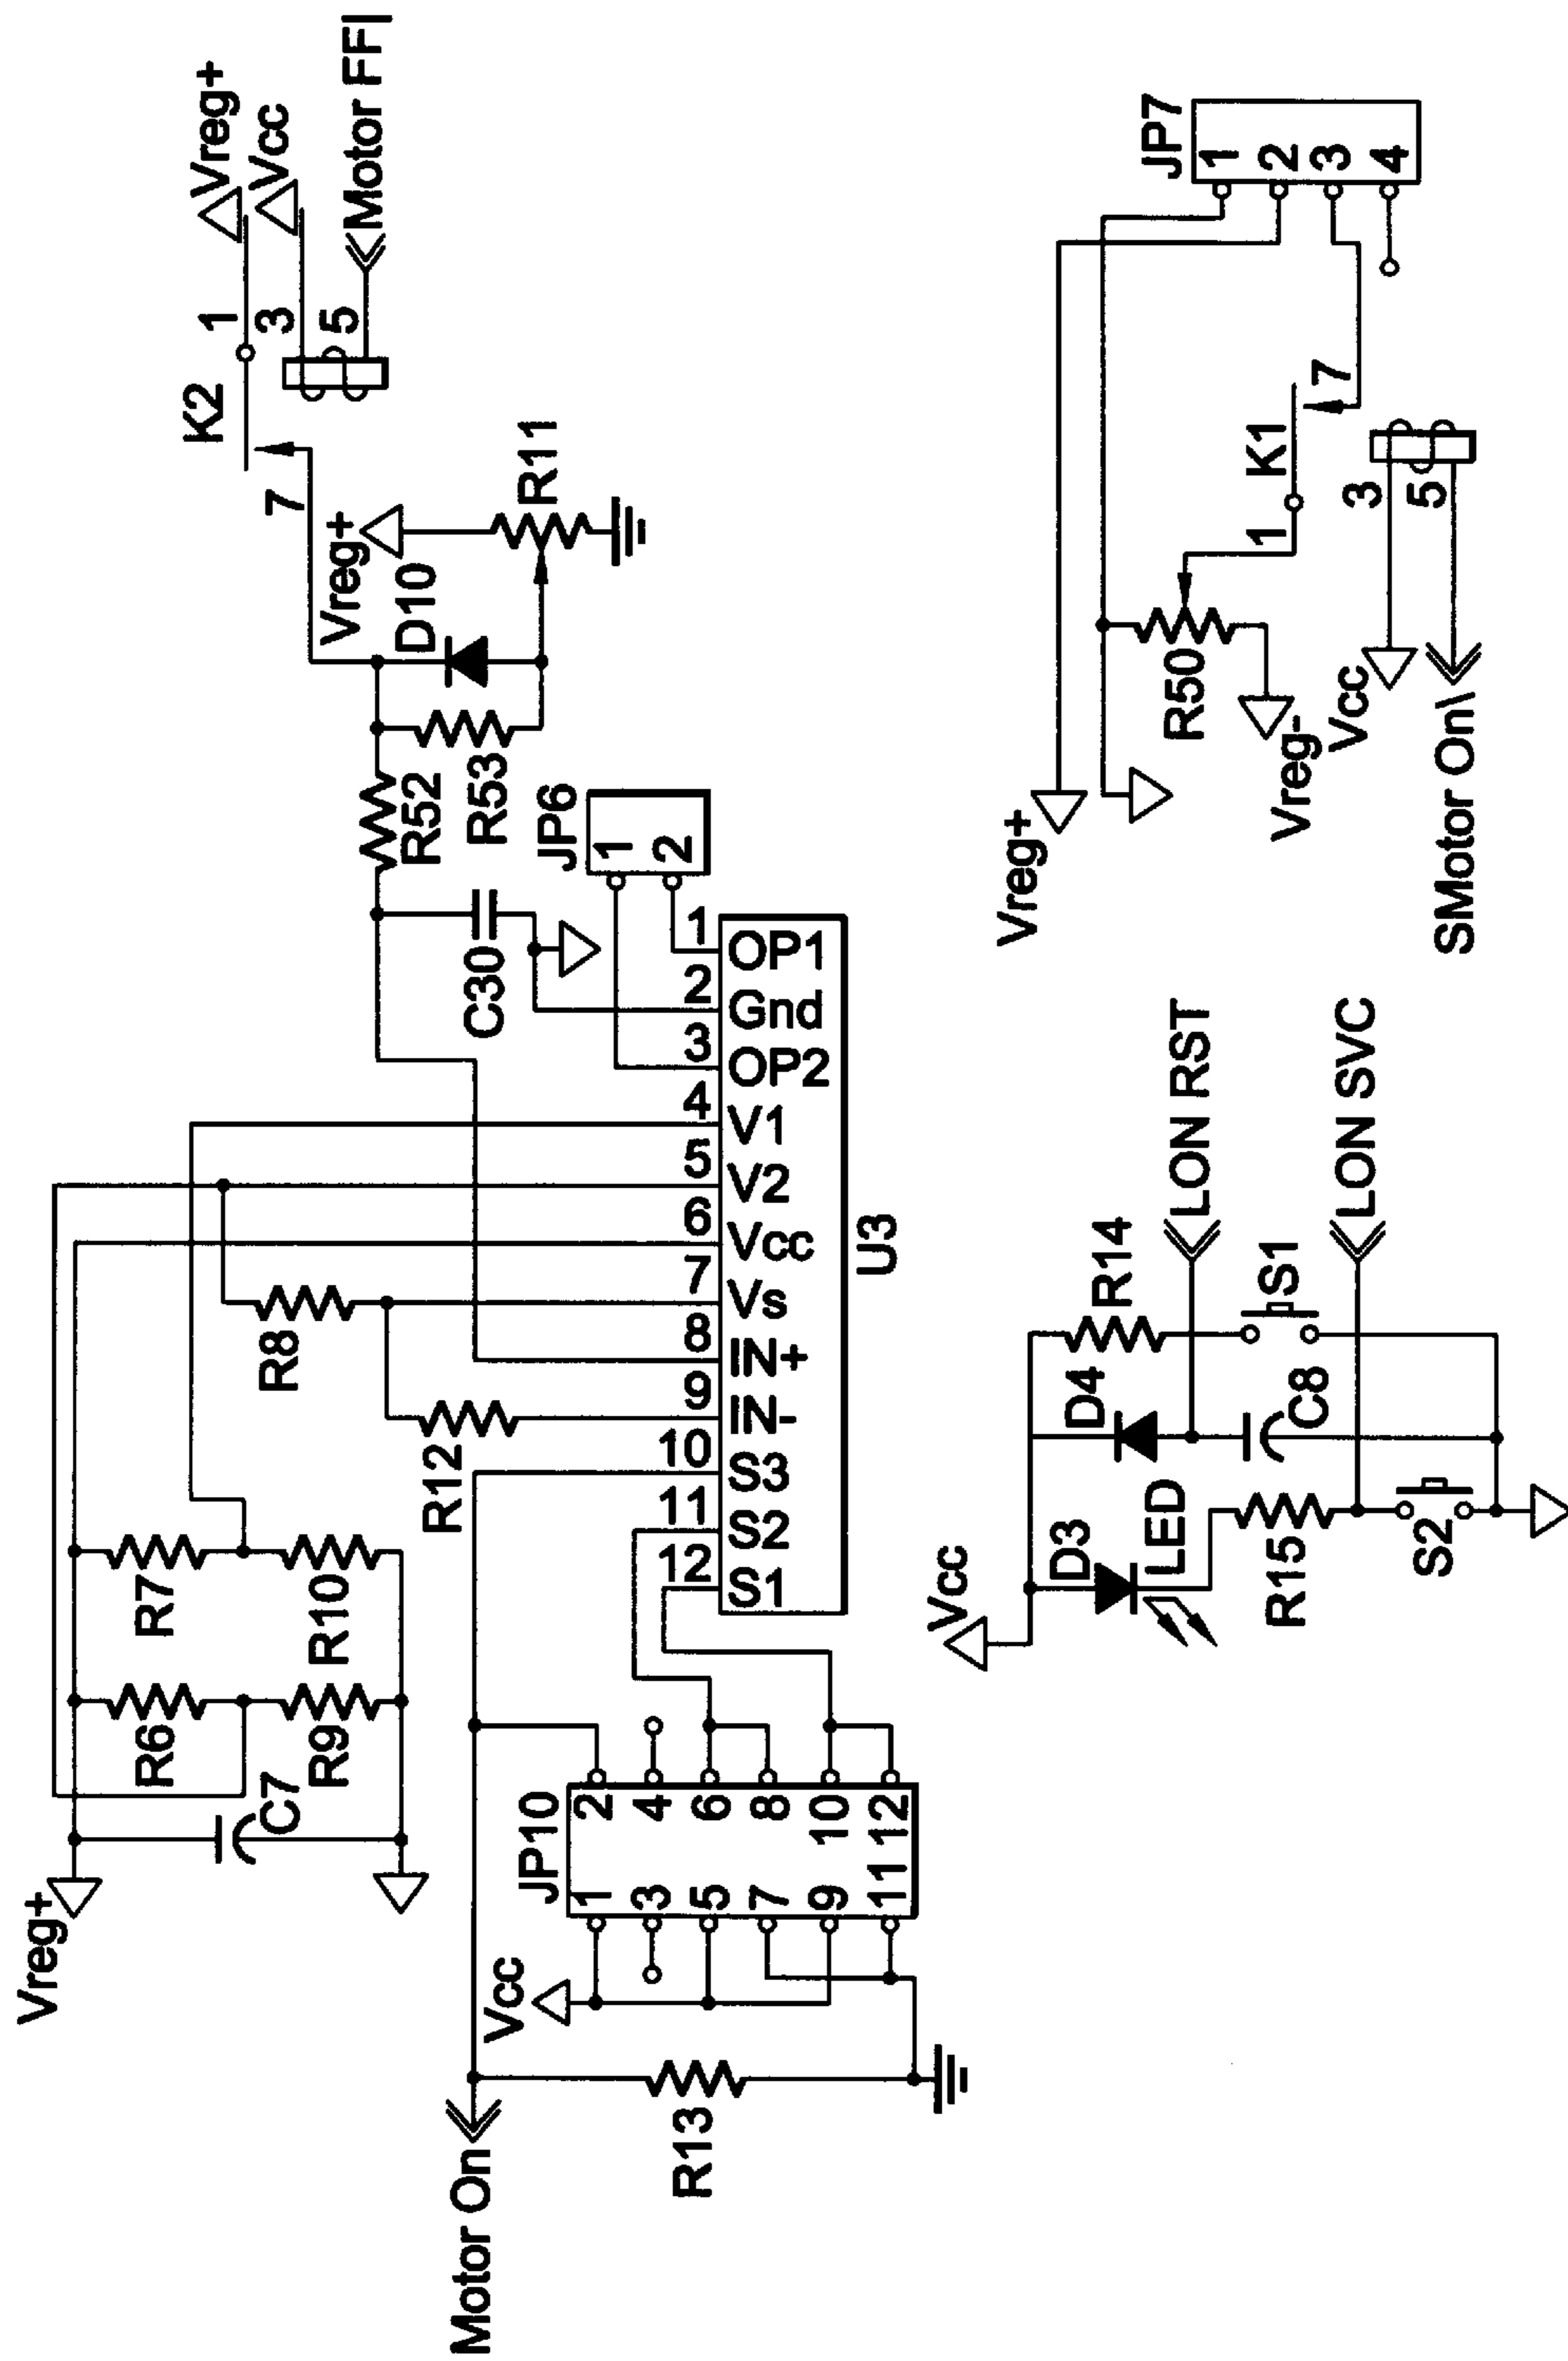 Vreg+
C7
R6
R9
R7
R10
R8
R12
Motor On
R13
Vcc
JP10
1 2
3 4
5 6
7 8
9 10
11 12
12 S1
11 S2
10 S3
9 IN-
8 IN+
7 Vs
6 Vcc
5 V2
4 V1
3 OP2
2 Gnd
1 OP1
U3
C30
JP6
1
2
R52
R53
D10
Vreg+
R11
7
K2
1
3
5
Vreg+
Vcc
Motor FF|
Vcc
D3
LED
R15
S2
D4
C8
R14
S1
LON RST
LON SVC
Vreg+
Vreg-
R50
Vcc
SMotor On\
3
5
1
K1
7
JP7
1
2
3
4